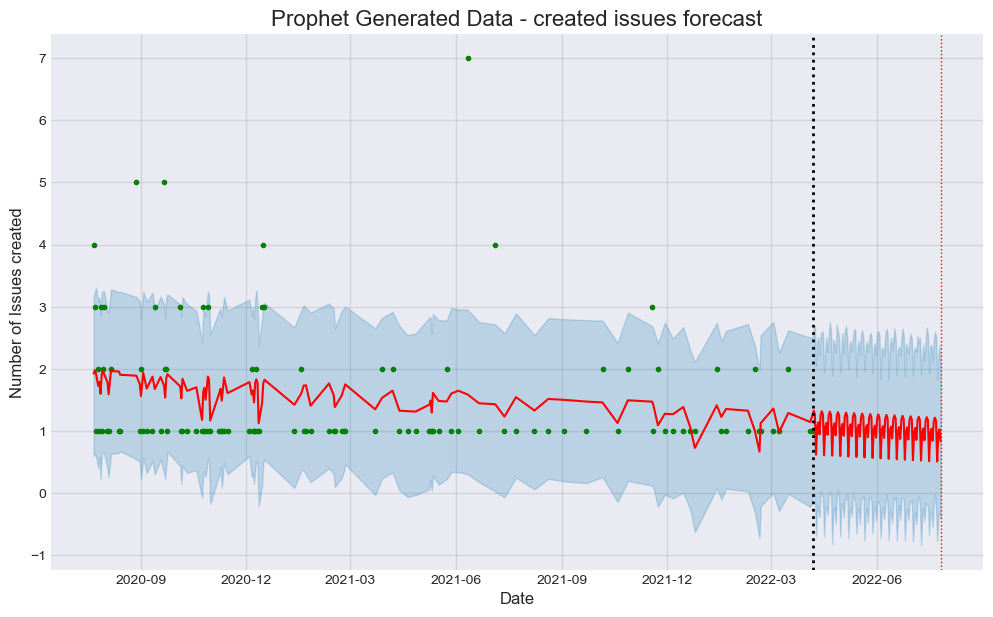 Prophet Generated Data - created issues forecast
Number of Issues created
7
6
5
4
3
2
1
0
−1
2020-09 2020-12 2021-03 2021-06 2021-09 2021-12 2022-03 2022-06
Date